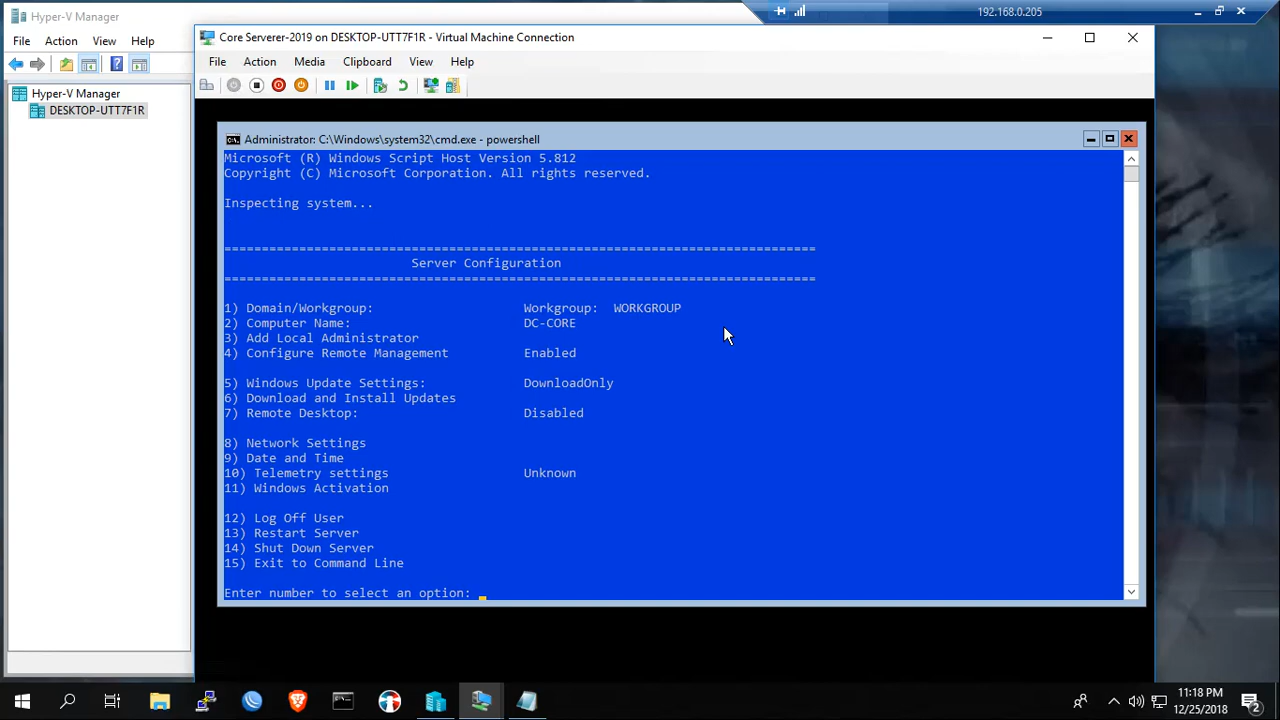 Hyper-V Manager
192.168.0.205
File Action View Help
Core Serverer-2019 on DESKTOP-UTT7F1R - Virtual Machine Connection
File Action Media Clipboard View Help
Hyper-V Manager
DESKTOP-UTT7F1R
Administrator: C:\Windows\system32\cmd.exe - powershell
Microsoft (R) Windows Script Host Version 5.812
Copyright (C) Microsoft Corporation. All rights reserved.
Inspecting system...
===============================================================================
Server Configuration
===============================================================================
1) Domain/Workgroup: Workgroup: WORKGROUP
2) Computer Name: DC-CORE
3) Add Local Administrator
4) Configure Remote Management Enabled
5) Windows Update Settings: DownloadOnly
6) Download and Install Updates
7) Remote Desktop: Disabled
8) Network Settings
9) Date and Time
10) Telemetry settings Unknown
11) Windows Activation
12) Log Off User
13) Restart Server
14) Shut Down Server
15) Exit to Command Line
Enter number to select an option:
11:18 PM
12/25/2018
2